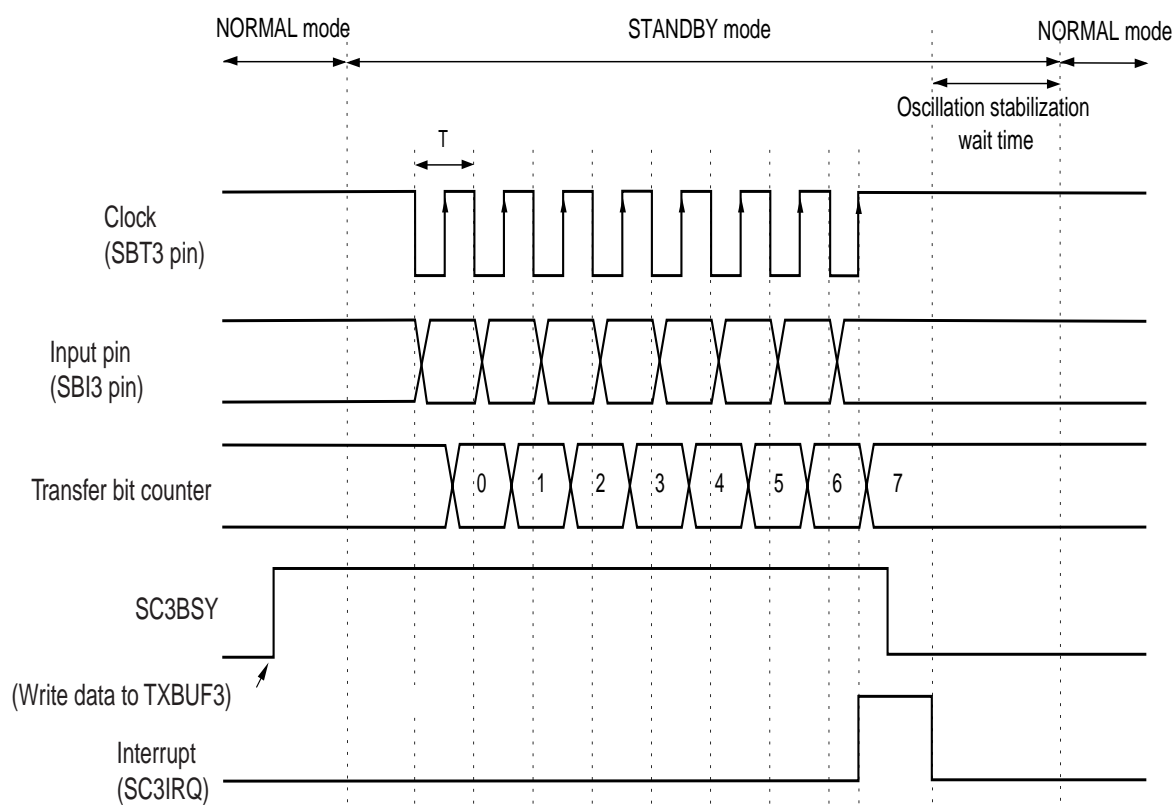 NORMAL mode
STANDBY mode
NORMAL mode
Oscillation stabilization
wait time
T
Clock
(SBT3 pin)
Input pin
(SBI3 pin)
Transfer bit counter
0 1 2 3 4 5 6 7
SC3BSY
(Write data to TXBUF3)
Interrupt
(SC3IRQ)